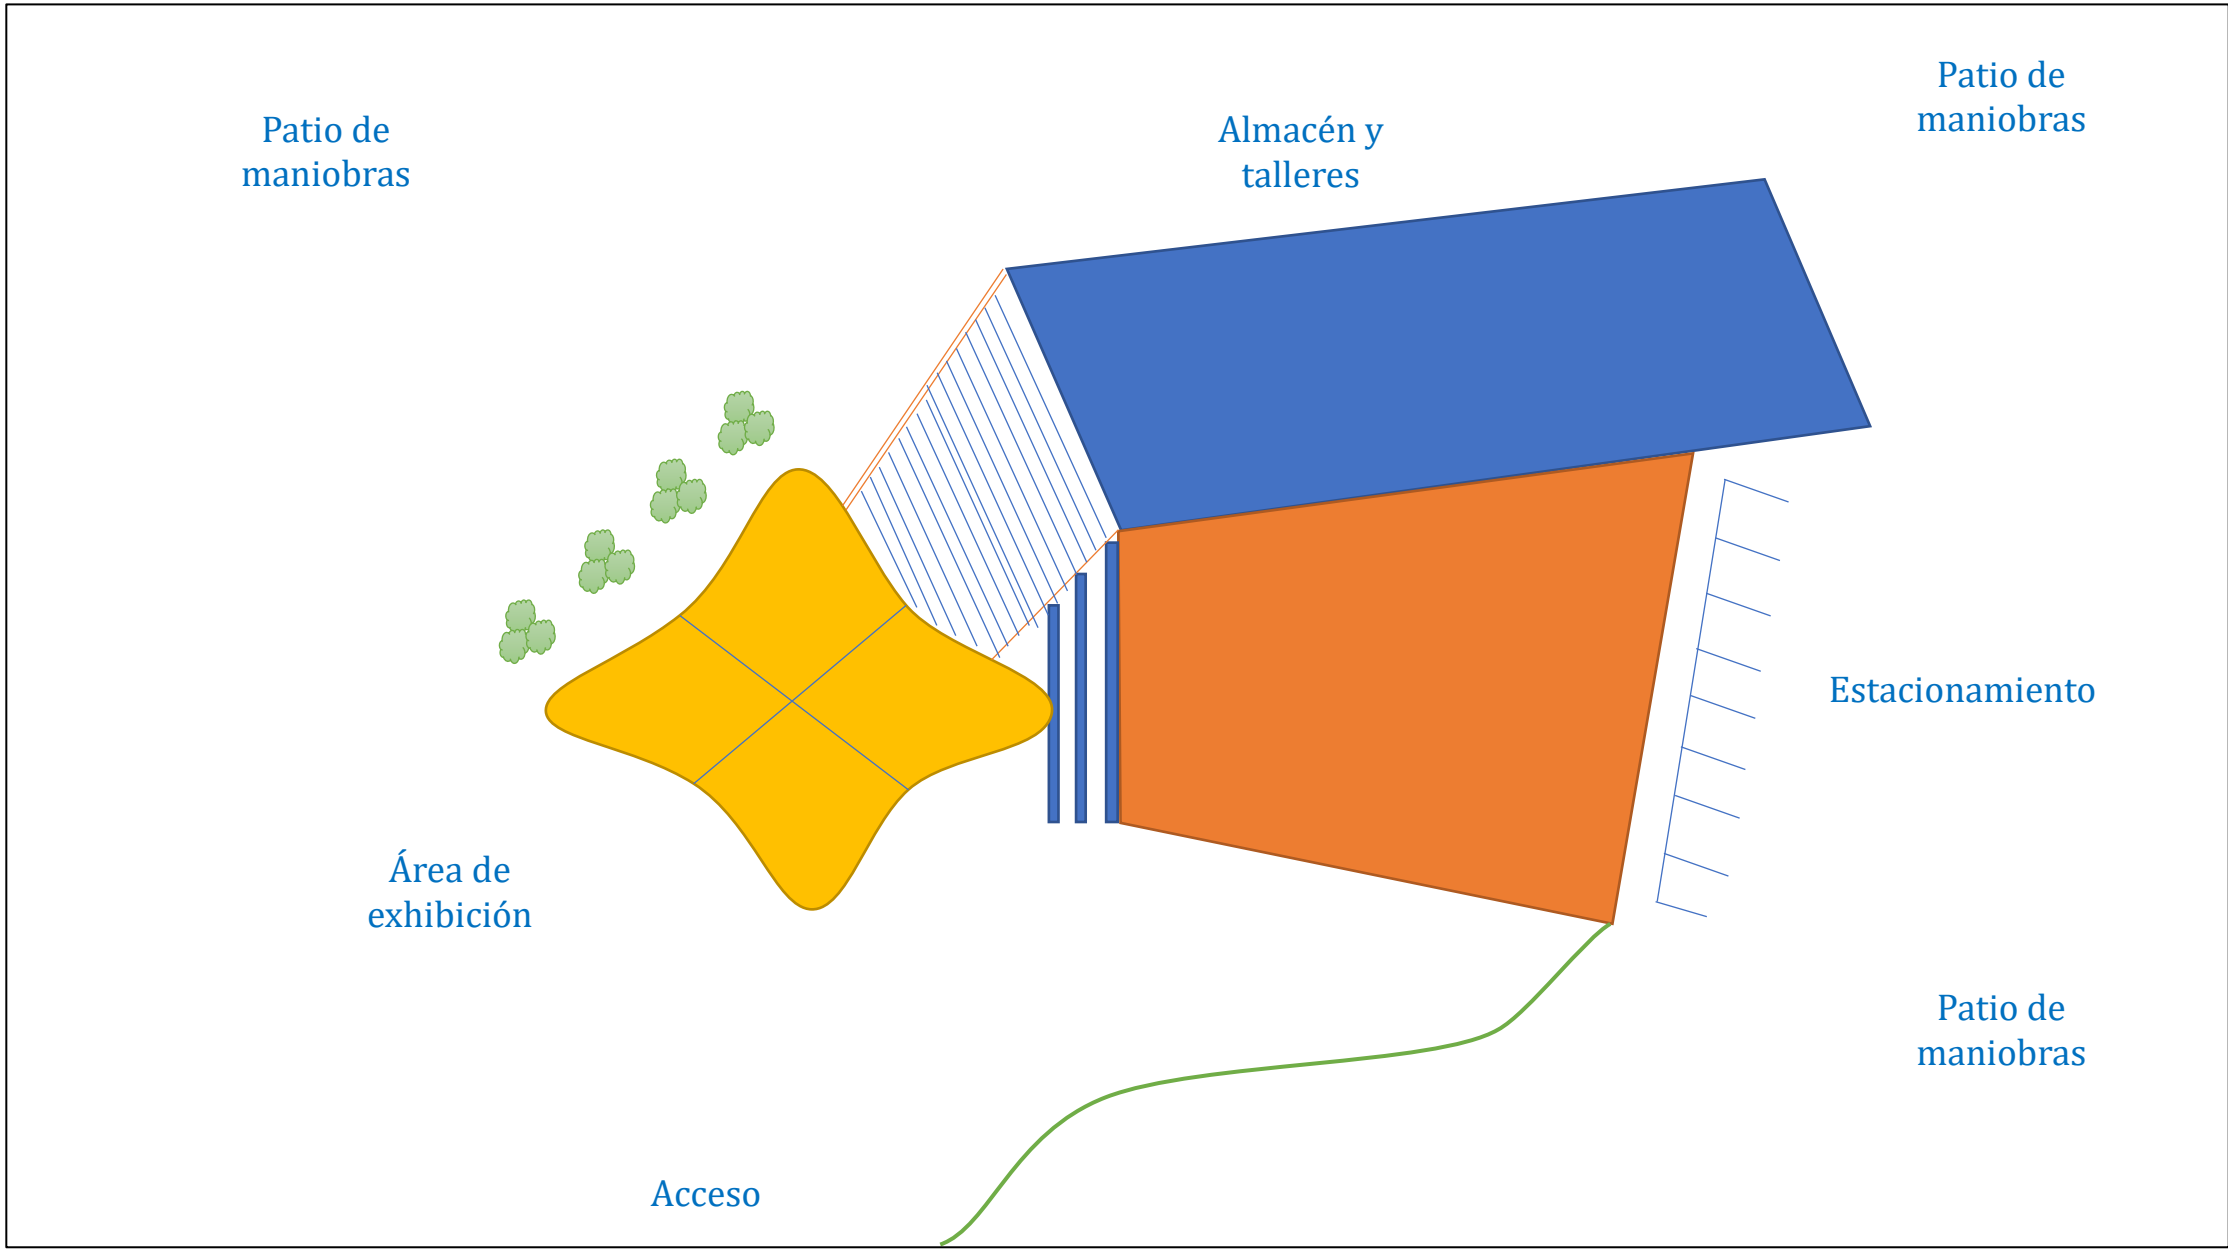 Patio de
maniobras
Almacén y
talleres
Patio de
maniobras
Estacionamiento
Área de
exhibición
Patio de
maniobras
Acceso